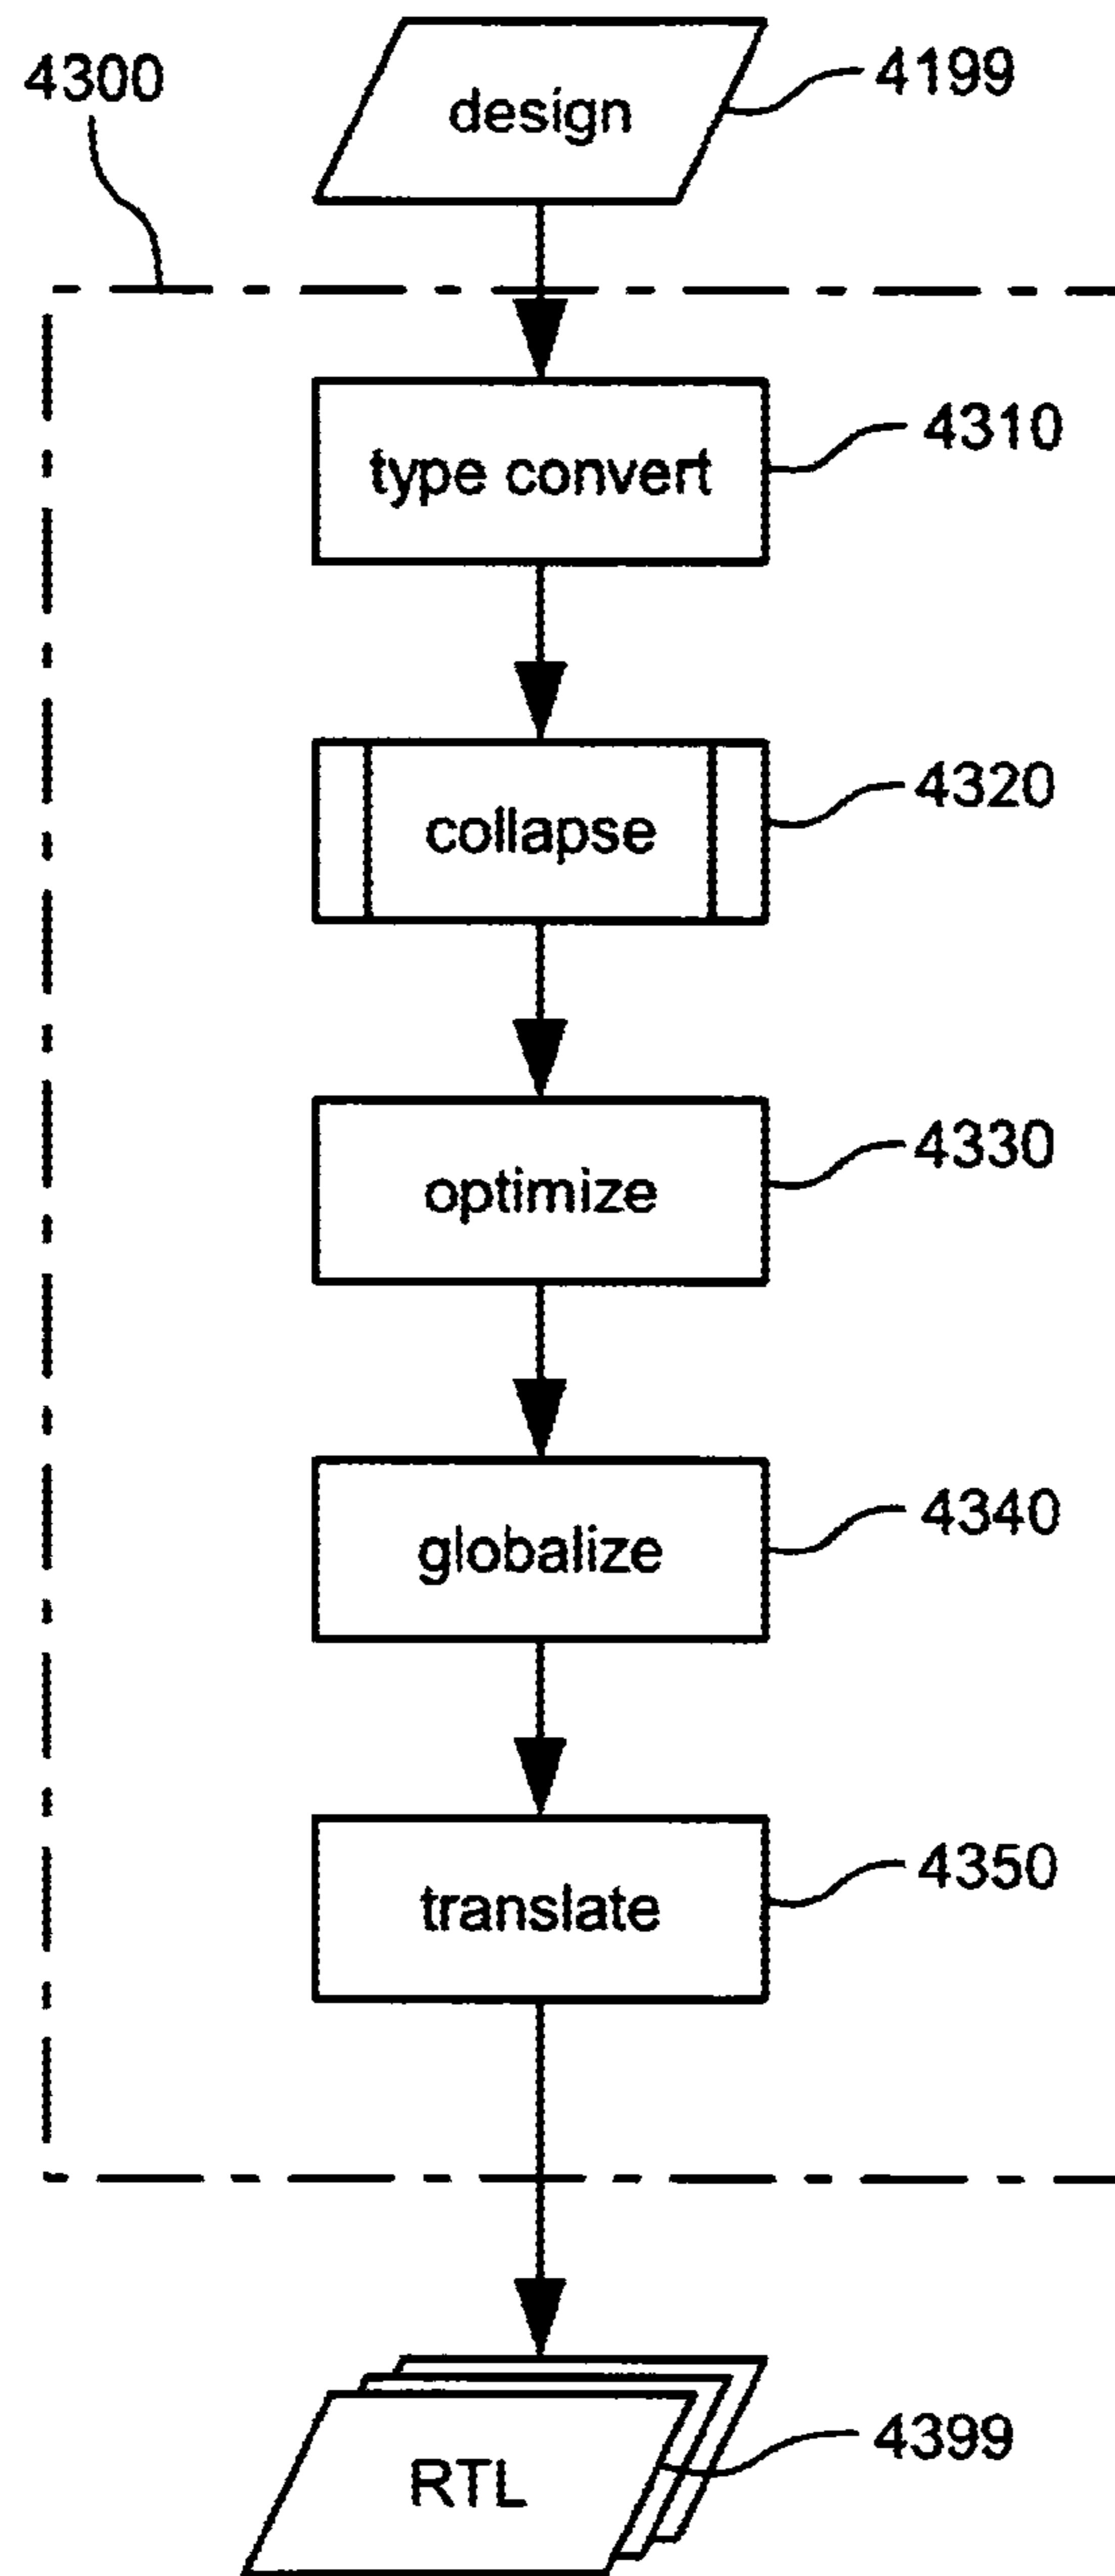 design
4199
4300
type convert
4310
collapse
4320
optimize
4330
globalize
4340
translate
4350
RTL
4399